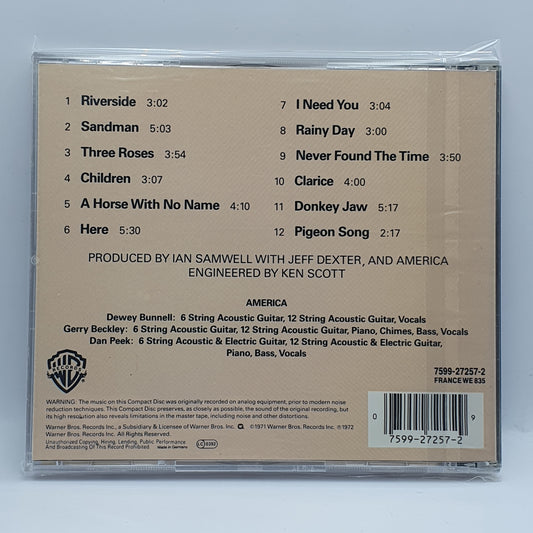 1 Riverside 3:02
2 Sandman 5:03
3 Three Roses 3:54
4 Children 3:07
5 A Horse With No Name 4:10
6 Here 5:30
7 I Need You 3:04
8 Rainy Day 3:00
9 Never Found The Time 3:50
10 Clarice 4:00
11 Donkey Jaw 5:17
12 Pigeon Song 2:17
PRODUCED BY IAN SAMWELL WITH JEFF DEXTER, AND AMERICA
ENGINEERED BY KEN SCOTT
AMERICA
Dewey Bunnell: 6 String Acoustic Guitar, 12 String Acoustic Guitar, Vocals
Gerry Beckley: 6 String Acoustic Guitar, 12 String Acoustic Guitar, Piano, Chimes, Bass, Vocals
Dan Peek: 6 String Acoustic & Electric Guitar, 12 String Acoustic & Electric Guitar,
Piano, Bass, Vocals
WB
RECORDS
7599-27257-2
FRANCE WE 835
WARNING: The music on this Compact Disc was originally recorded on analog equipment, prior to modern noise
reduction techniques. This Compact Disc preserves, as closely as possible, the sound of the original recording, but
its high resolution also reveals limitations in the master tape, including noise and other distortions.
Warner Bros. Records Inc., a Subsidiary & Licensee of Warner Bros. Inc. ©1971 Warner Bros. Records Inc. ℗1972
Warner Bros. Records Inc. All Rights Reserved.
Unauthorized Copying, Hiring, Lending, Public Performance
And Broadcasting Of This Record Prohibited Made in Germany
LC 0392
0 9
7599-27257-2